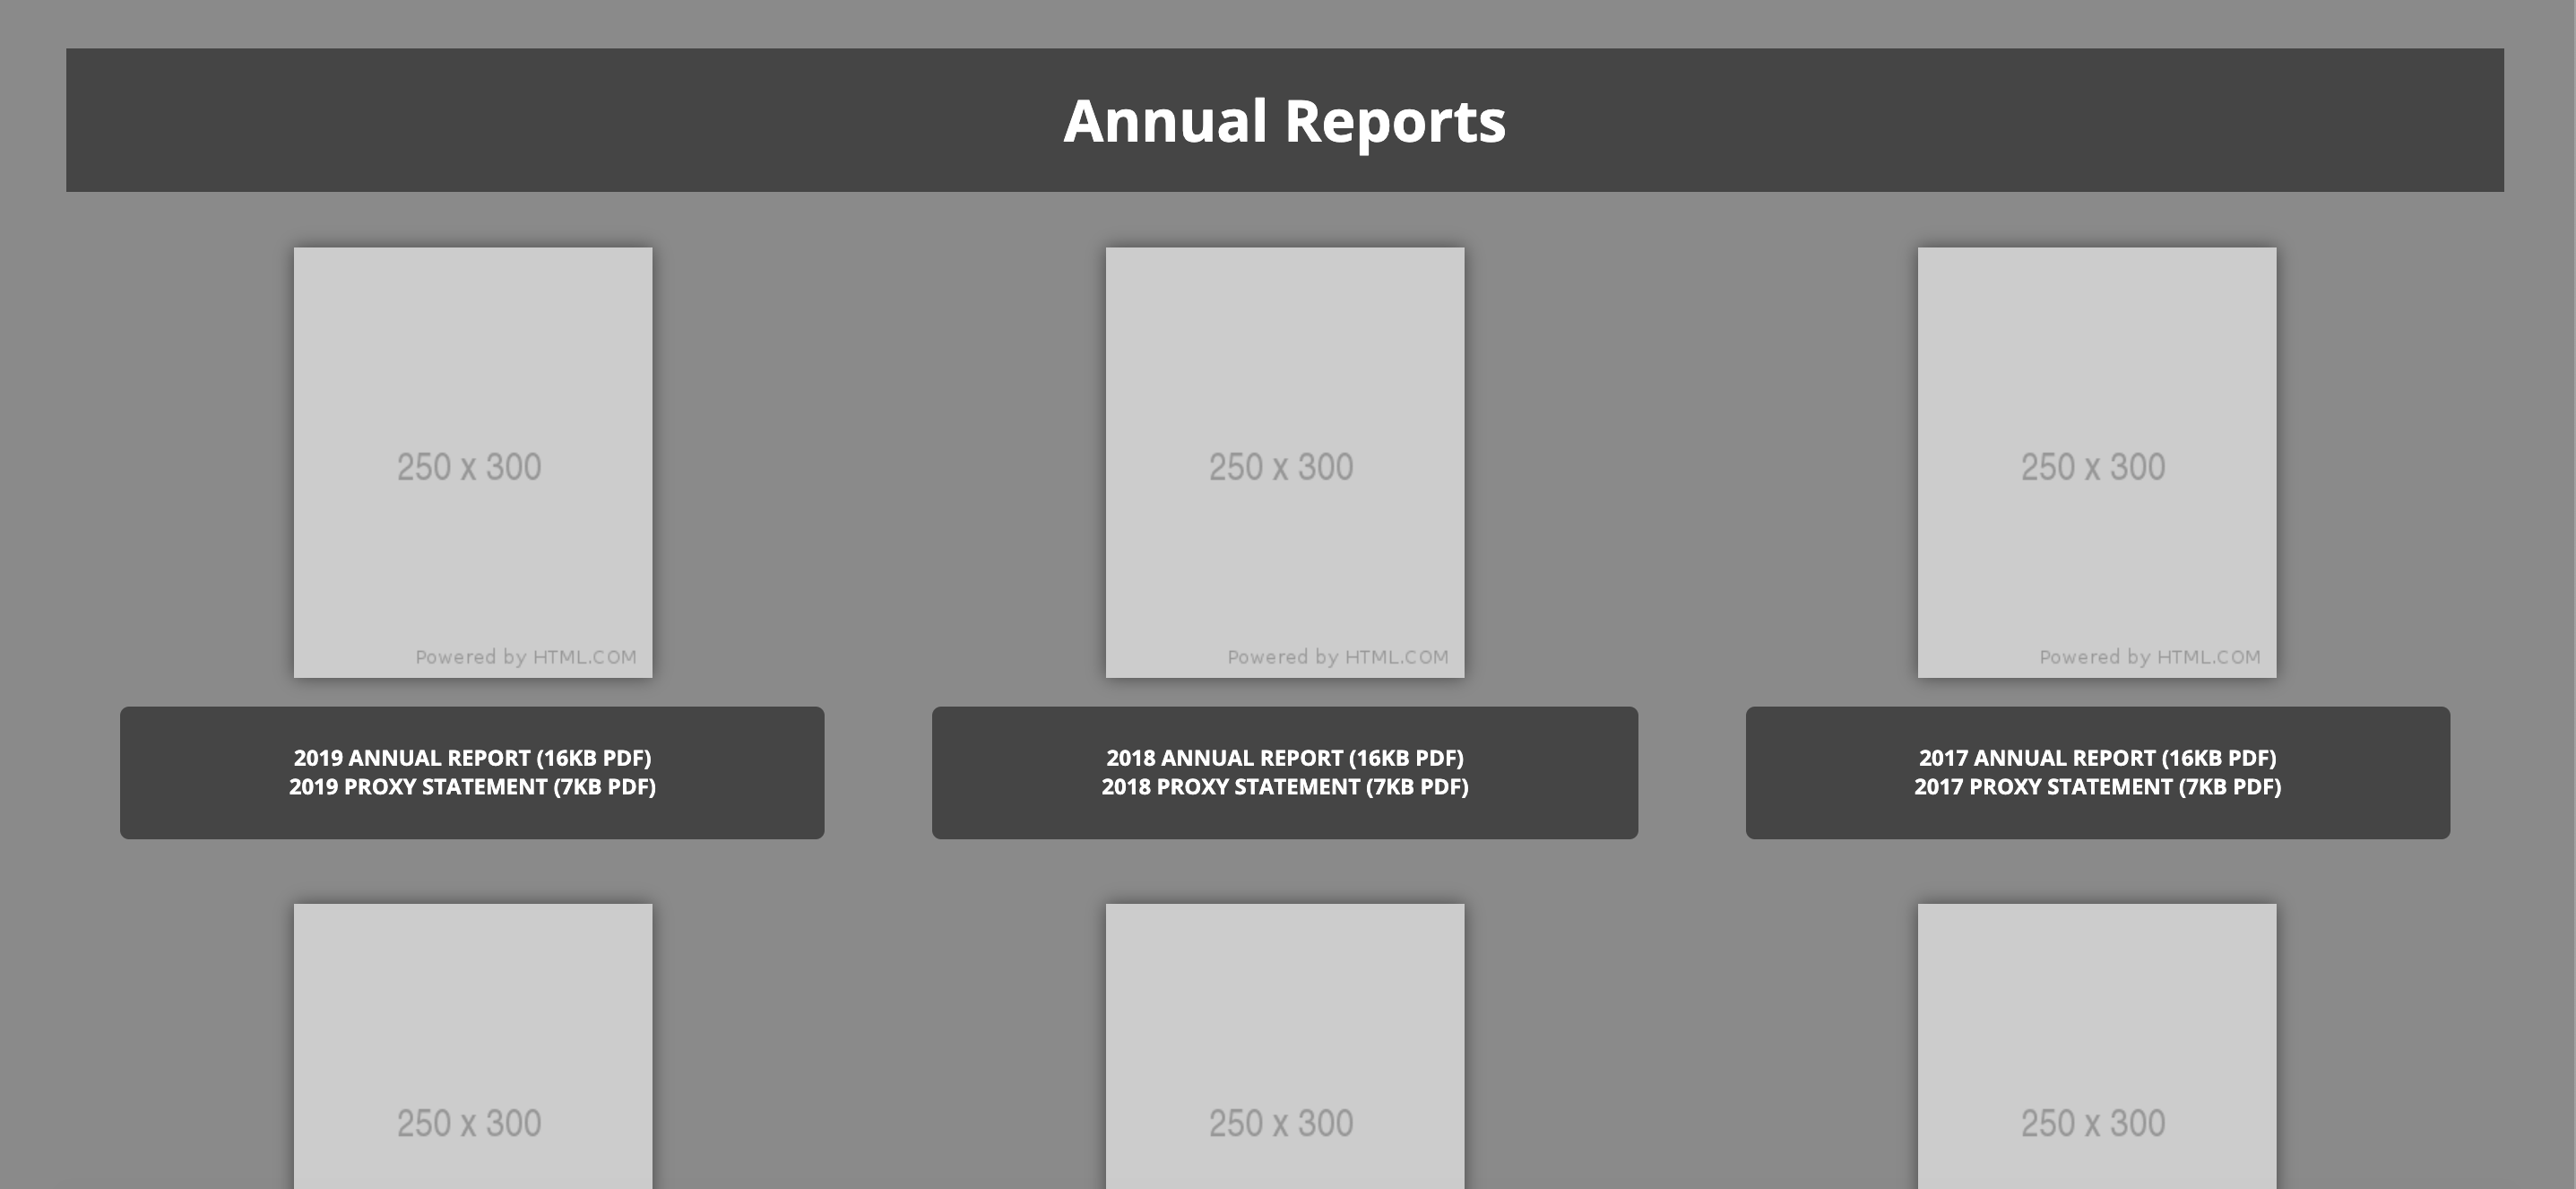 Annual Reports
250 x 300
Powered by HTML.COM
250 x 300
Powered by HTML.COM
250 x 300
Powered by HTML.COM
2019 ANNUAL REPORT (16KB PDF)
2019 PROXY STATEMENT (7KB PDF)
2018 ANNUAL REPORT (16KB PDF)
2018 PROXY STATEMENT (7KB PDF)
2017 ANNUAL REPORT (16KB PDF)
2017 PROXY STATEMENT (7KB PDF)
250 x 300
250 x 300
250 x 300